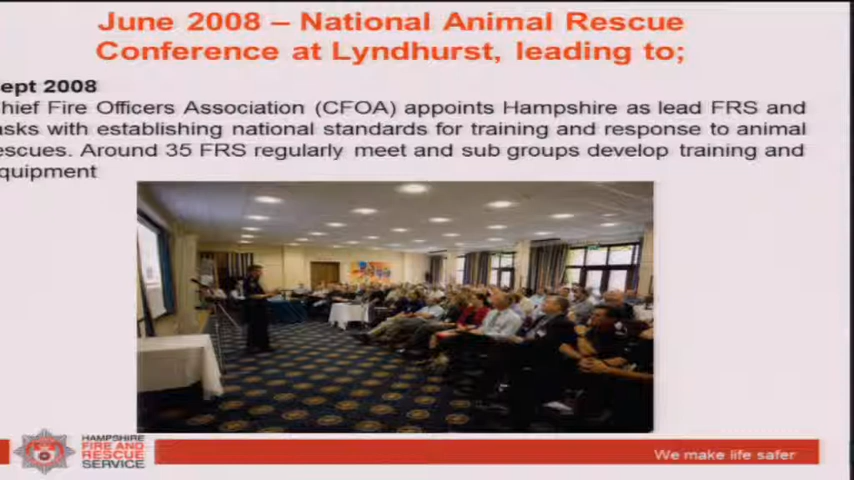 June 2008 – National Animal Rescue
Conference at Lyndhurst, leading to;
ept 2008
hief Fire Officers Association (CFOA) appoints Hampshire as lead FRS and
asks with establishing national standards for training and response to animal
escues. Around 35 FRS regularly meet and sub groups develop training and
quipment
HAMPSHIRE
FIRE AND
RESCUE
SERVICE
We make life safer